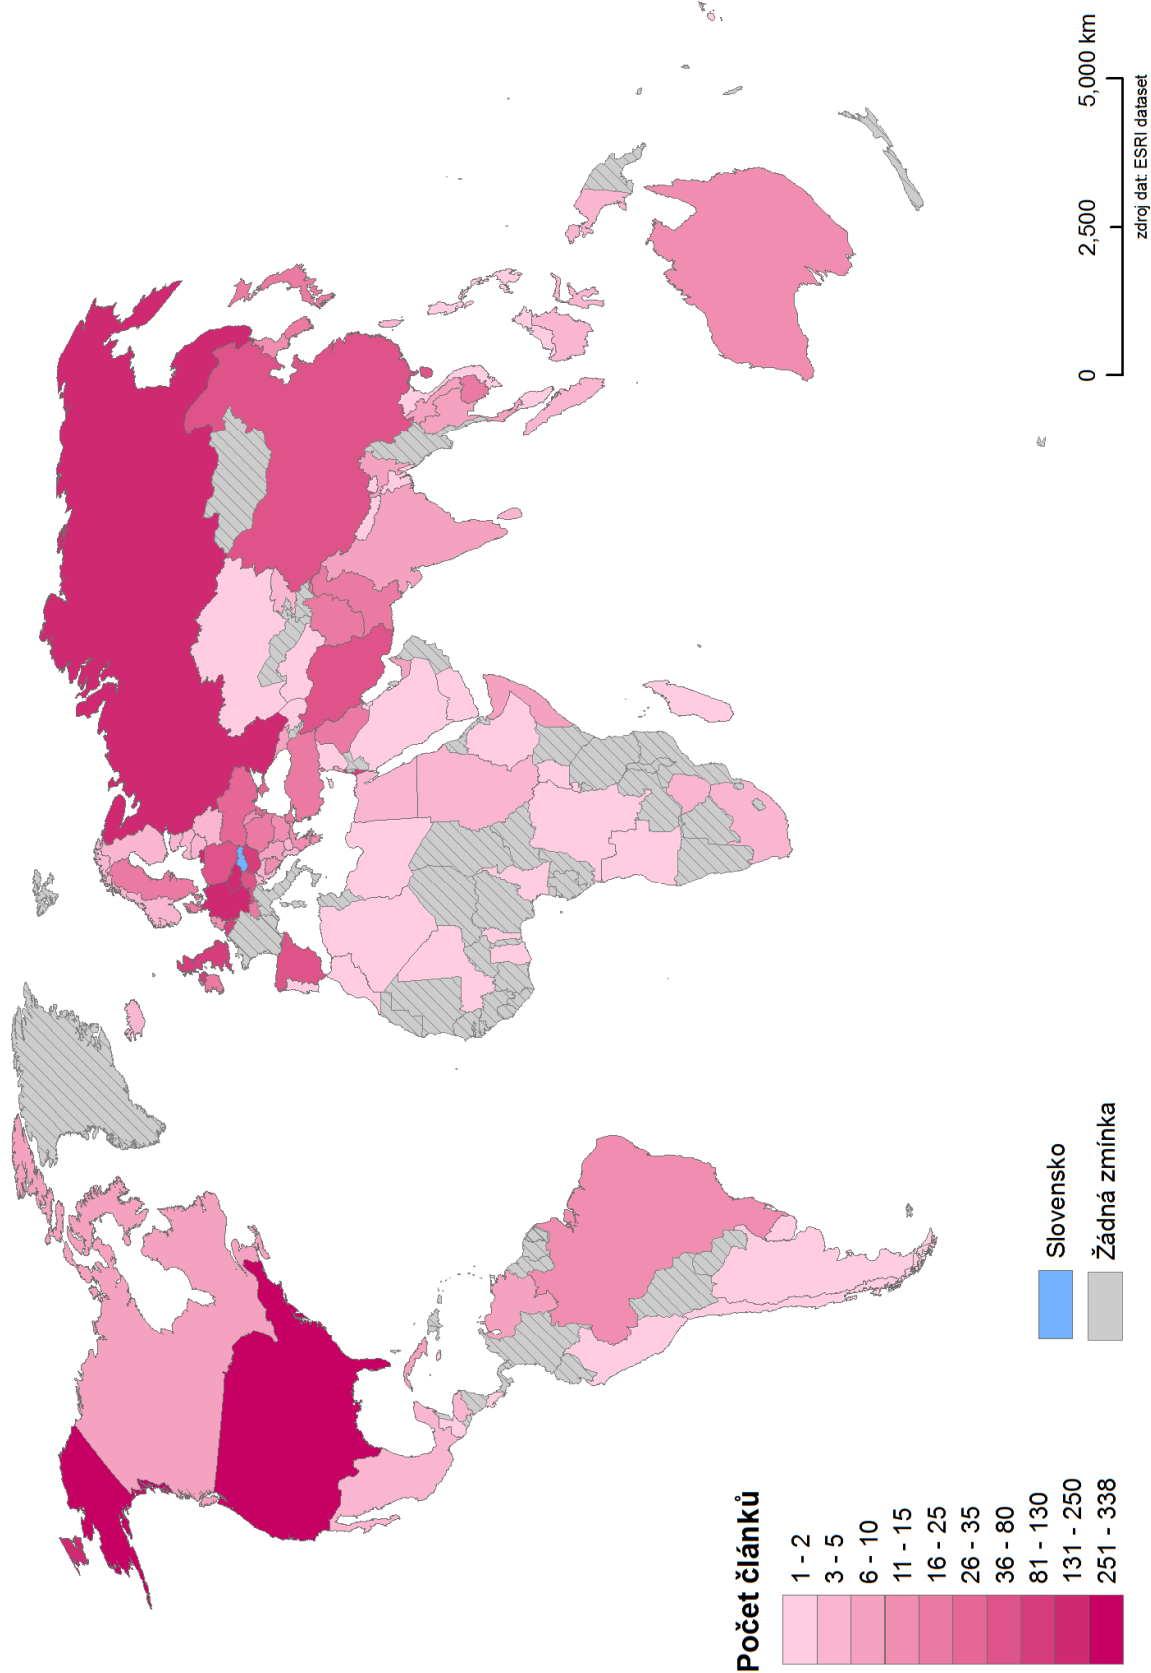 Počet článků
1 - 2
3 - 5
6 - 10
11 - 15
16 - 25
26 - 35
36 - 80
81 - 130
131 - 250
251 - 338
Slovensko
Žádná zmínka
0 2,500 5,000 km
zdroj dat: ESRI dataset